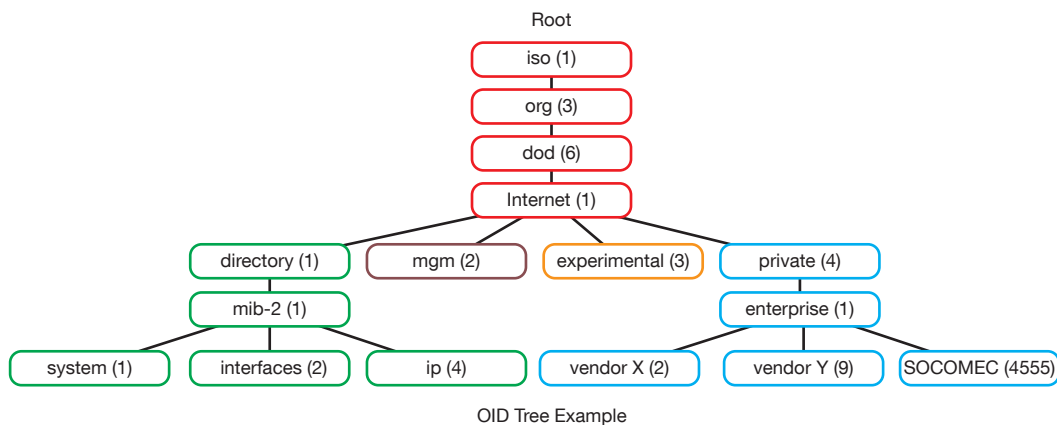 Root
iso (1)
org (3)
dod (6)
Internet (1)
directory (1)
mgm (2)
experimental (3)
private (4)
mib-2 (1)
enterprise (1)
system (1)
interfaces (2)
ip (4)
vendor X (2)
vendor Y (9)
SOCOMEC (4555)
OID Tree Example